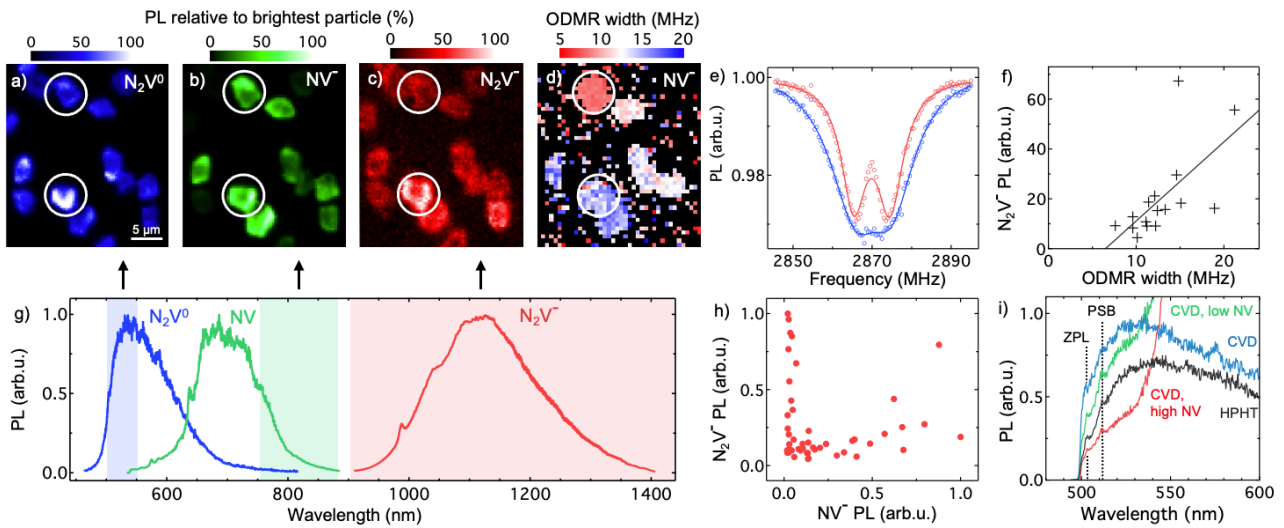 PL relative to brightest particle (%)
ODMR width (MHz)
0 50 100
0 50 100
0 50 100
5 10 15 20
a) N₂V⁰
b) NV⁻
c) N₂V⁻
d) NV⁻
5 µm
e)
PL (arb.u.)
1.00
0.98
2850 2870 2890
Frequency (MHz)
f)
N₂V⁻ PL (arb.u.)
60
40
20
0
0 5 10 15 20
ODMR width (MHz)
g)
N₂V⁰
NV
N₂V⁻
PL (arb.u.)
1.0
0.5
0.0
600 800 1000 1200 1400
Wavelength (nm)
h)
N₂V⁻ PL (arb.u.)
1.0
0.5
0.0
0.0 0.5 1.0
NV⁻ PL (arb.u.)
i)
PSB
ZPL
CVD, low NV
CVD
CVD,
high NV
HPHT
PL (arb.u.)
1.0
0.5
0.0
500 550 600
Wavelength (nm)